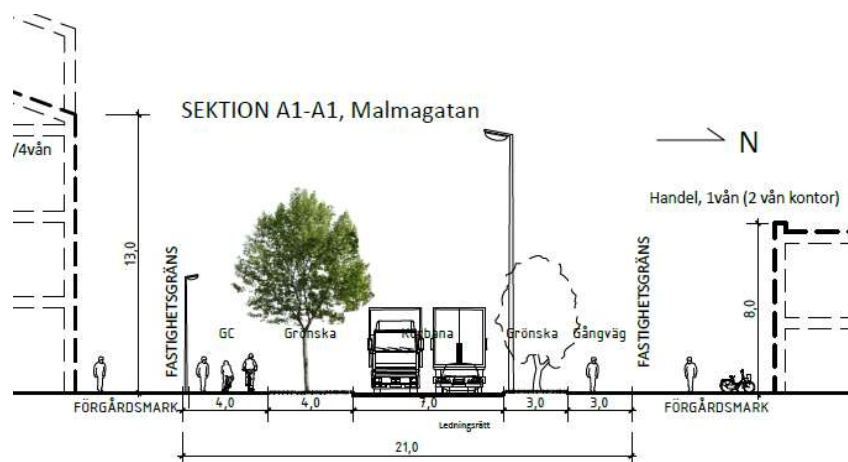 SEKTION A1-A1, Malmagatan
N
/4vån
Handel, 1vån (2 vån kontor)
13,0
FASTIGHETSGRÄNS
FASTIGHETSGRÄNS
8,0
GC
Grönska
Körbana
Grönska
Gångväg
FÖRGÅRDSMARK
4,0
4,0
7,0
3,0
3,0
FÖRGÅRDSMARK
Ledningsrätt
21,0